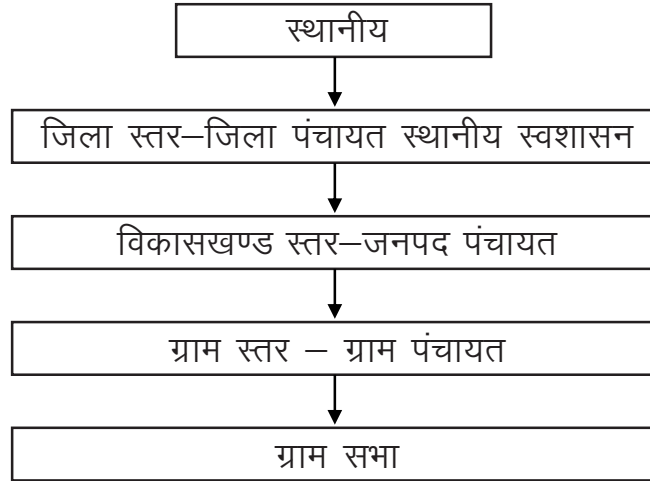 स्थानीय
जिला स्तर–जिला पंचायत स्थानीय स्वशासन
विकासखण्ड स्तर–जनपद पंचायत
ग्राम स्तर – ग्राम पंचायत
ग्राम सभा